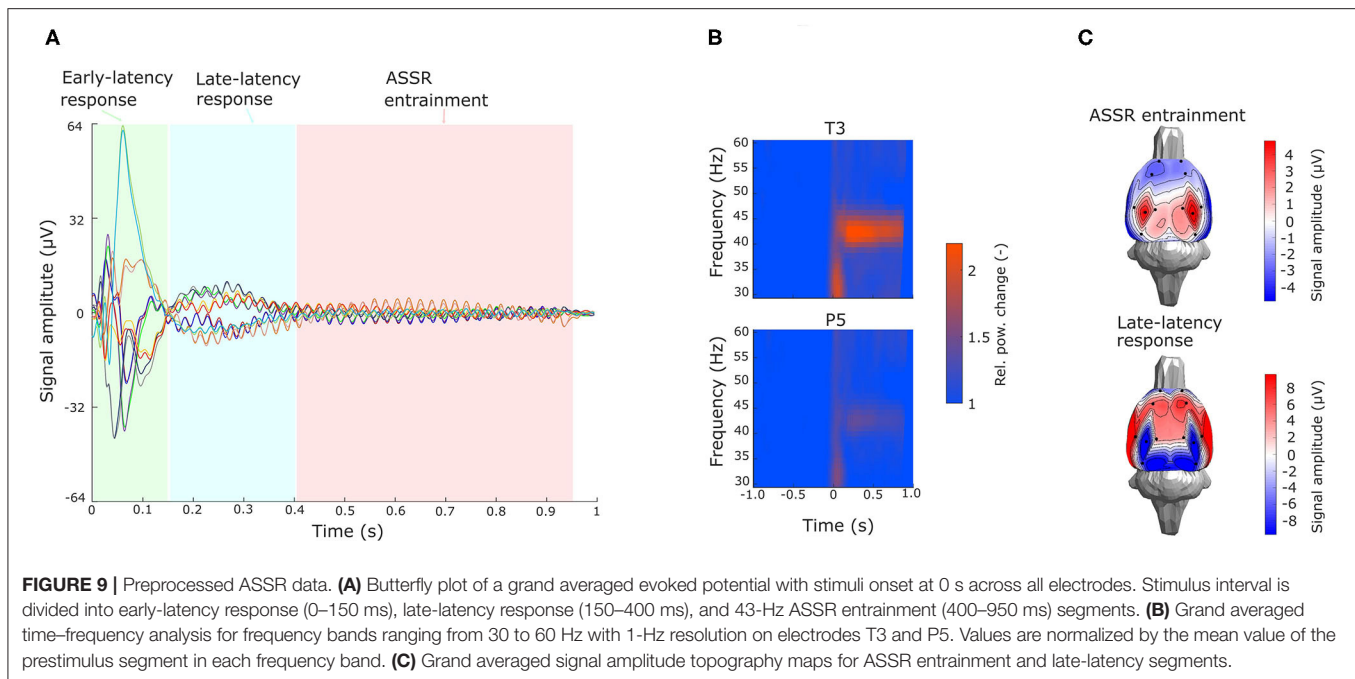 A
Early-latency
response
Late-latency
response
ASSR
entrainment
Signal amplitude (μV)
64
32
0
-32
-64
0
0.1
0.2
0.3
0.4
0.5
0.6
0.7
0.8
0.9
1
Time (s)
B
T3
Frequency (Hz)
60
55
50
45
40
35
30
P5
Frequency (Hz)
60
55
50
45
40
35
30
-1.0
-0.5
0
0.5
1.0
Time (s)
2
1.5
1
Rel. pow. change (-)
C
ASSR entrainment
4
3
2
1
0
-1
-2
-3
-4
Signal amplitude (μV)
Late-latency
response
8
6
4
2
0
-2
-4
-6
-8
Signal amplitude (μV)
FIGURE 9 | Preprocessed ASSR data. (A) Butterfly plot of a grand averaged evoked potential with stimuli onset at 0 s across all electrodes. Stimulus interval is
divided into early-latency response (0–150 ms), late-latency response (150–400 ms), and 43-Hz ASSR entrainment (400–950 ms) segments. (B) Grand averaged
time–frequency analysis for frequency bands ranging from 30 to 60 Hz with 1-Hz resolution on electrodes T3 and P5. Values are normalized by the mean value of the
prestimulus segment in each frequency band. (C) Grand averaged signal amplitude topography maps for ASSR entrainment and late-latency segments.